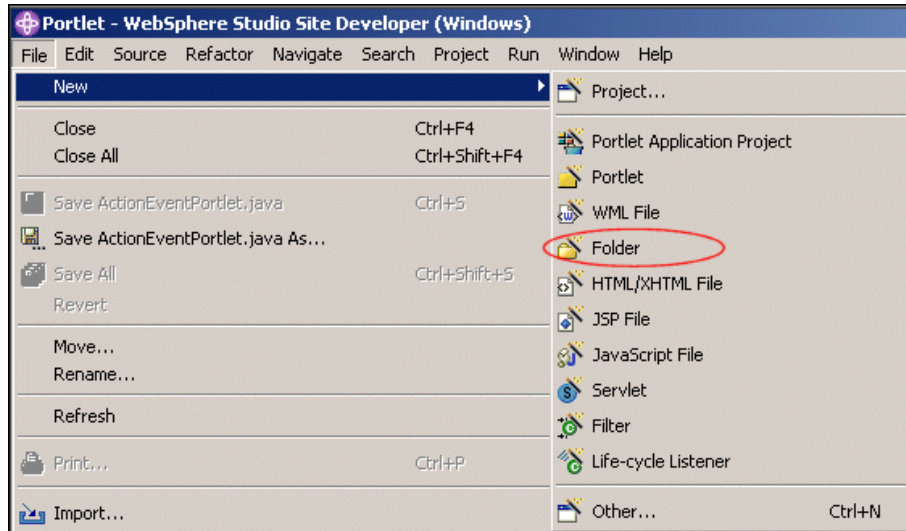 Portlet - WebSphere Studio Site Developer (Windows)
File Edit Source Refactor Navigate Search Project Run Window Help
New
Close Ctrl+F4
Close All Ctrl+Shift+F4
Save ActionEventPortlet.java Ctrl+S
Save ActionEventPortlet.java As...
Save All Ctrl+Shift+S
Revert
Move...
Rename...
Refresh
Print... Ctrl+P
Import...
Project...
Portlet Application Project
Portlet
WML File
Folder
HTML/XHTML File
JSP File
JavaScript File
Servlet
Filter
Life-cycle Listener
Other... Ctrl+N